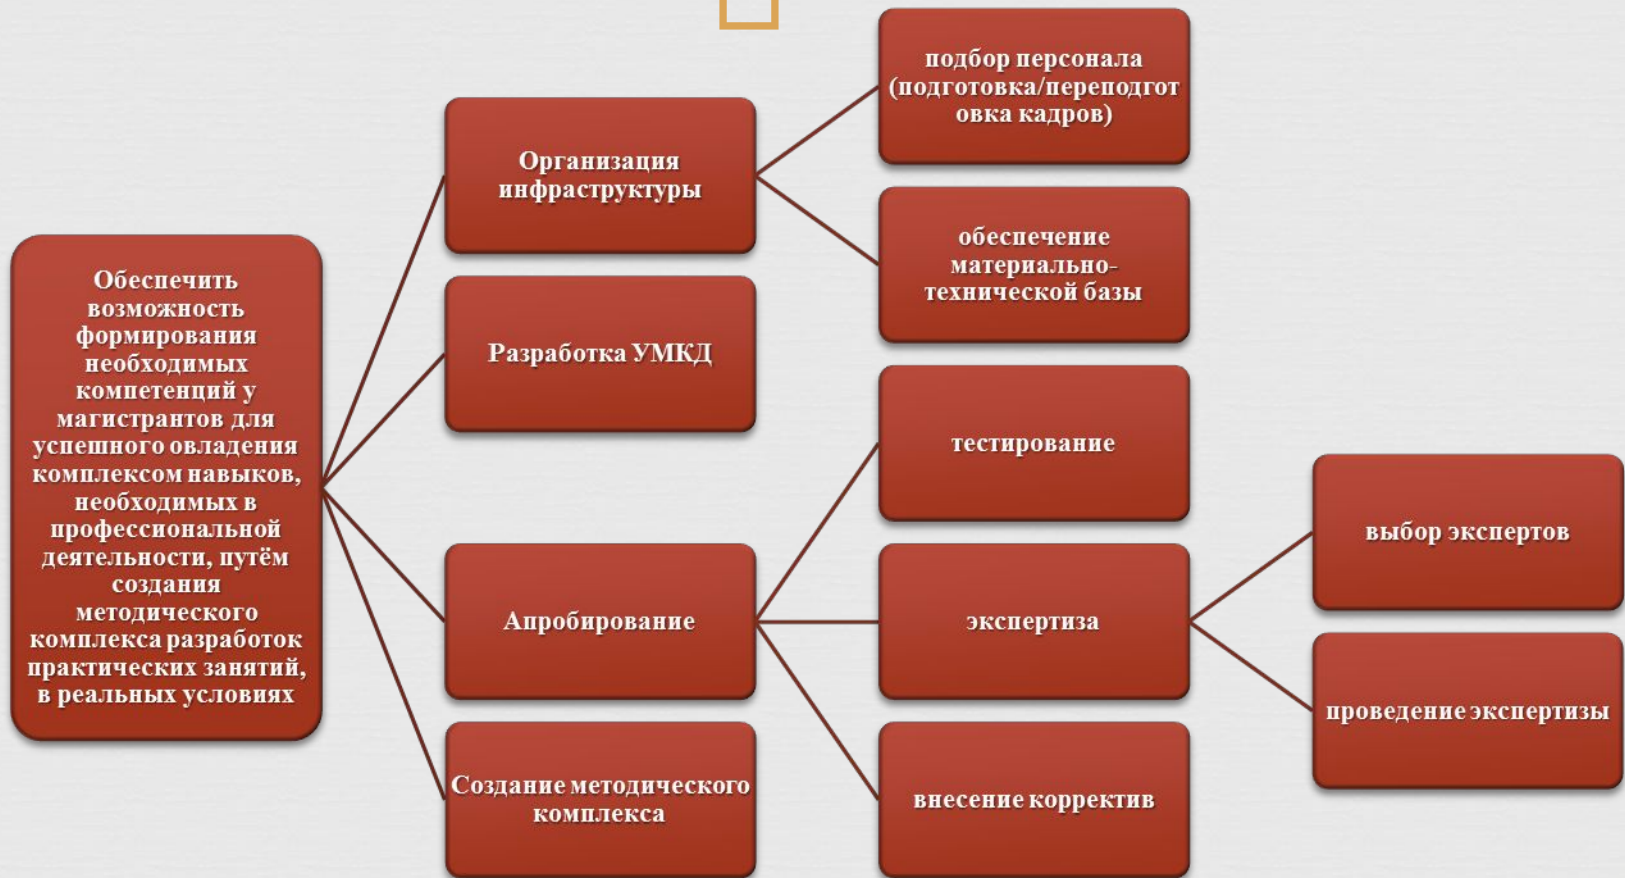 Обеспечить
возможность
формирования
необходимых
компетенций у
магистрантов для
успешного овладения
комплексом навыков,
необходимых в
профессиональной
деятельности, путём
создания
методического
комплекса разработок
практических занятий,
в реальных условиях
Организация
инфраструктуры
подбор персонала
(подготовка/переподгот
овка кадров)
обеспечение
материально-
технической базы
Разработка УМКД
Апробирование
тестирование
экспертиза
выбор экспертов
проведение экспертизы
внесение корректив
Создание методического
комплекса